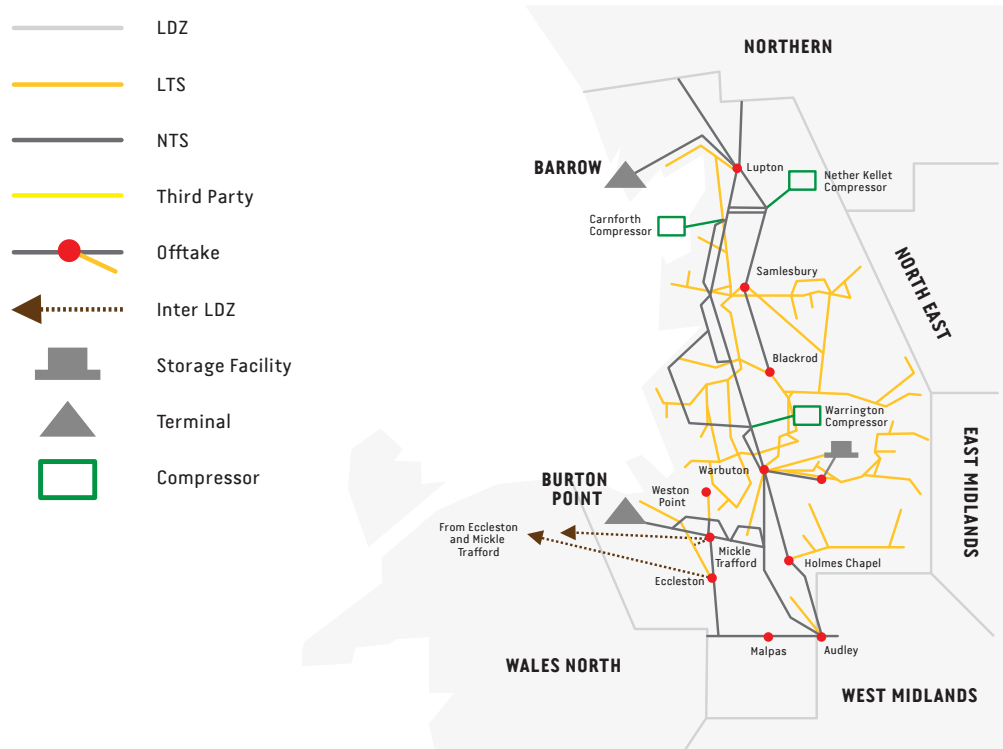 LDZ
LTS
NTS
Third Party
Offtake
Inter LDZ
Storage Facility
Terminal
Compressor
NORTHERN
BARROW
Lupton
Nether Kellet
Compressor
Carnforth
Compressor
Samlesbury
NORTH EAST
Blackrod
Warrington
Compressor
EAST MIDLANDS
Warbuton
BURTON
POINT
Weston
Point
From Eccleston
and Mickle
Trafford
Mickle
Trafford
Holmes Chapel
Eccleston
Malpas
Audley
WALES NORTH
WEST MIDLANDS